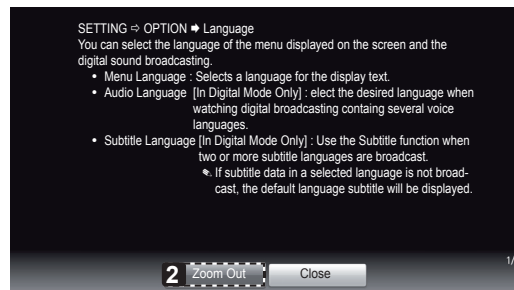 SETTING ⇨ OPTION ➡ Language
You can select the language of the menu displayed on the screen and the
digital sound broadcasting.
• Menu Language : Selects a language for the display text.
• Audio Language [In Digital Mode Only] : elect the desired language when
watching digital broadcasting containg several voice
languages.
• Subtitle Language [In Digital Mode Only] : Use the Subtitle function when
two or more subtitle languages are broadcast.
✎ If subtitle data in a selected language is not broad-
cast, the default language subtitle will be displayed.
1/
2 Zoom Out Close